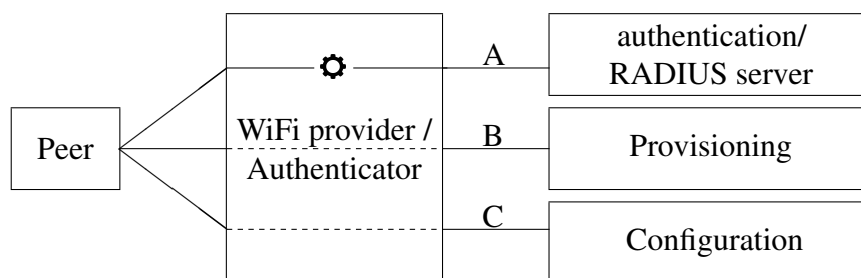 Peer
WiFi provider /
Authenticator
A
authentication/
RADIUS server
B
Provisioning
C
Configuration